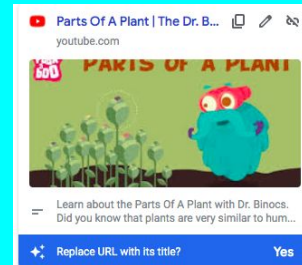 Parts Of A Plant | The Dr. B...
youtube.com
PARTS OF A PLANT
Learn about the Parts Of A Plant with Dr. Binocs.
Did you know that plants are very similar to hum...
Replace URL with its title? Yes